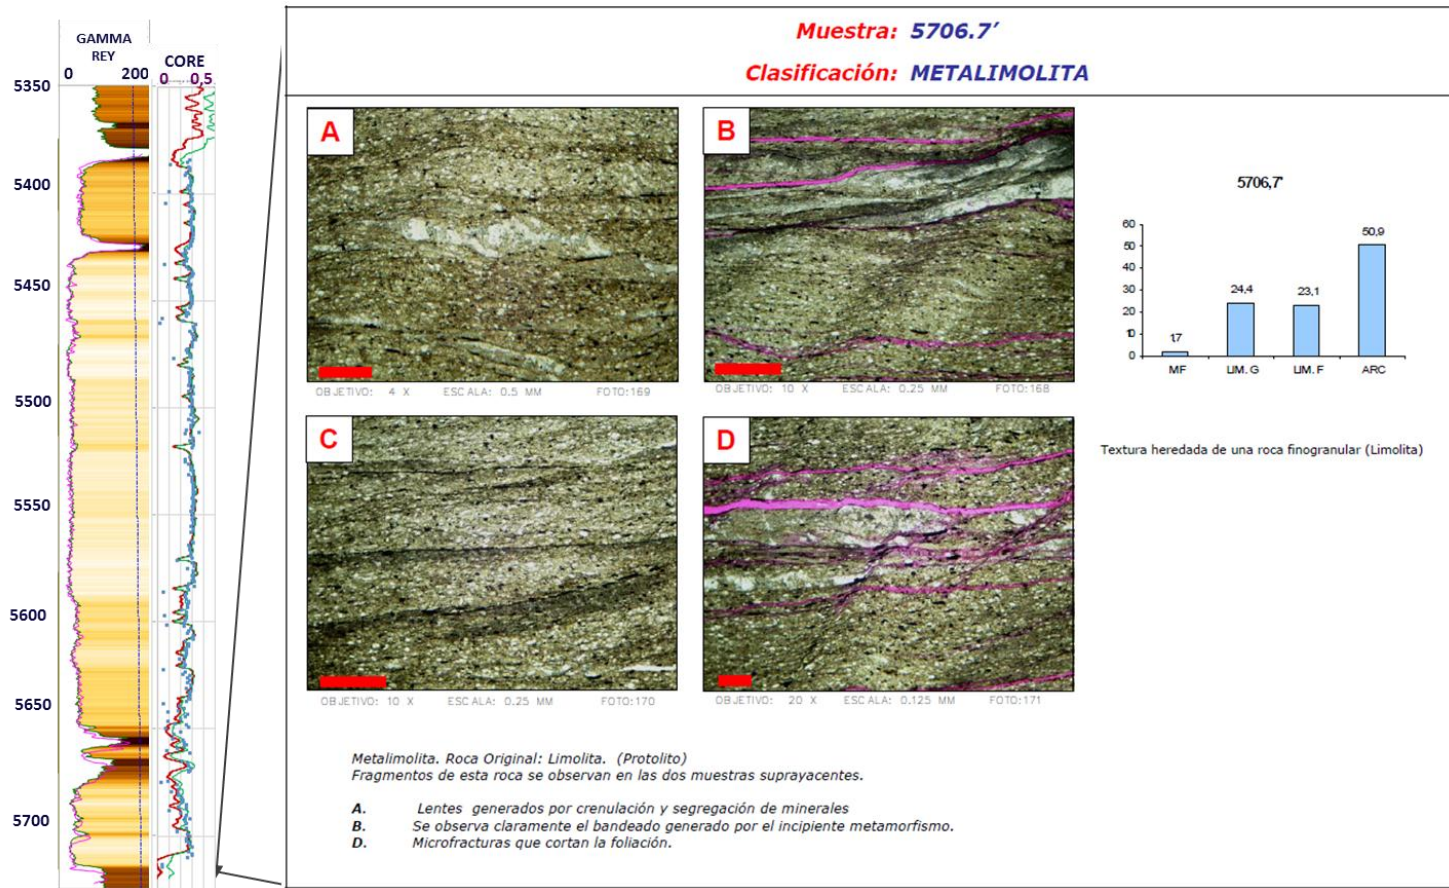 GAMMA
REY
0 200
CORE
0 0,5
5350
5400
5450
5500
5550
5600
5650
5700
Muestra: 5706.7’
Clasificación: METALIMOLITA
A
OBJETIVO: 4 X ESCALA: 0.5 MM FOTO:169
B
OBJETIVO: 10 X ESCALA: 0.25 MM FOTO:168
C
OBJETIVO: 10 X ESCALA: 0.25 MM FOTO:170
D
OBJETIVO: 20 X ESCALA: 0.125 MM FOTO:171
5706,7'
60
50
40
30
20
10
0
1,7
24,4
23,1
50,9
MF LIM. G LIM. F ARC
Textura heredada de una roca finogranular (Limolita)
Metalimolita. Roca Original: Limolita. (Protolito)
Fragmentos de esta roca se observan en las dos muestras suprayacentes.
A. Lentes generados por crenulación y segregación de minerales
B. Se observa claramente el bandeado generado por el incipiente metamorfismo.
D. Microfracturas que cortan la foliación.